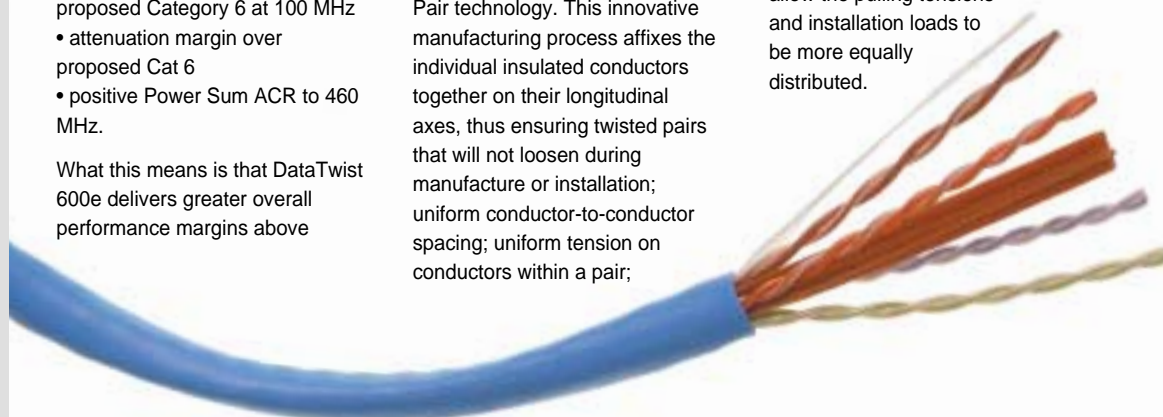 proposed Category 6 at 100 MHz
• attenuation margin over
proposed Cat 6
• positive Power Sum ACR to 460
MHz.
What this means is that DataTwist
600e delivers greater overall
performance margins above
Pair technology. This innovative
manufacturing process affixes the
individual insulated conductors
together on their longitudinal
axes, thus ensuring twisted pairs
that will not loosen during
manufacture or installation;
uniform conductor-to-conductor
spacing; uniform tension on
conductors within a pair;
and installation loads to
be more equally
distributed.